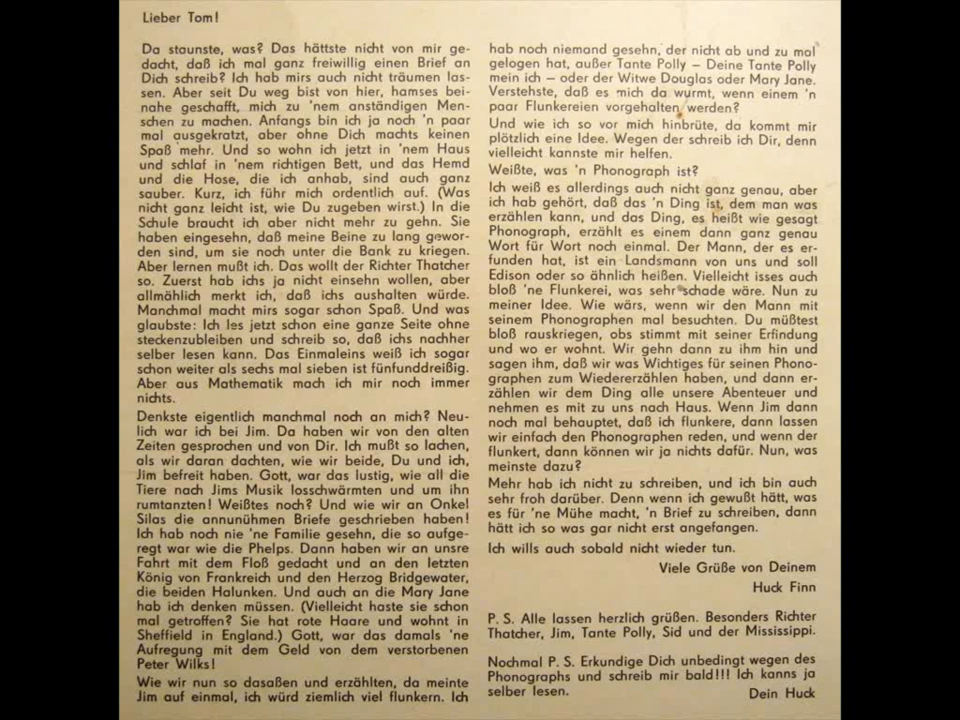 Lieber Tom!
Da staunste, was? Das hättste nicht von mir ge-
dacht, daß ich mal ganz freiwillig einen Brief an
Dich schreib? Ich hab mirs auch nicht träumen las-
sen. Aber seit Du weg bist von hier, hamses bei-
nahe geschafft, mich zu 'nem anständigen Men-
schen zu machen. Anfangs bin ich ja noch 'n paar
mal ausgekratzt, aber ohne Dich machts keinen
Spaß mehr. Und so wohn ich jetzt in 'nem Haus
und schlaf in 'nem richtigen Bett, und das Hemd
und die Hose, die ich anhab, sind auch ganz
sauber. Kurz, ich führ mich ordentlich auf. (Was
nicht ganz leicht ist, wie Du zugeben wirst.) In die
Schule braucht ich aber nicht mehr zu gehn. Sie
haben eingesehn, daß meine Beine zu lang gewor-
den sind, um sie noch unter die Bank zu kriegen.
Aber lernen mußt ich. Das wollt der Richter Thatcher
so. Zuerst hab ichs ja nicht einsehn wollen, aber
allmählich merkt ich, daß ichs aushalten würde.
Manchmal macht mirs sogar schon Spaß. Und was
glaubste: Ich les jetzt schon eine ganze Seite ohne
steckenzubleiben und schreib so, daß ichs nachher
selber lesen kann. Das Einmaleins weiß ich sogar
schon weiter als sechs mal sieben ist fünfunddreißig.
Aber aus Mathematik mach ich mir noch immer
nichts.
Denkste eigentlich manchmal noch an mich? Neu-
lich war ich bei Jim. Da haben wir von den alten
Zeiten gesprochen und von Dir. Ich mußt so lachen,
als wir daran dachten, wie wir beide, Du und ich,
Jim befreit haben. Gott, war das lustig, wie all die
Tiere nach Jims Musik losschwärmten und um ihn
rumtanzten! Weißtes noch? Und wie wir an Onkel
Silas die annunühmen Briefe geschrieben haben!
Ich hab noch nie 'ne Familie gesehn, die so aufge-
regt war wie die Phelps. Dann haben wir an unsre
Fahrt mit dem Floß gedacht und an den letzten
König von Frankreich und den Herzog Bridgewater,
die beiden Halunken. Und auch an die Mary Jane
hab ich denken müssen. (Vielleicht haste sie schon
mal getroffen? Sie hat rote Haare und wohnt in
Sheffield in England.) Gott, war das damals 'ne
Aufregung mit dem Geld von dem verstorbenen
Peter Wilks!
Wie wir nun so dasaßen und erzählten, da meinte
Jim auf einmal, ich würd ziemlich viel flunkern. Ich
hab noch niemand gesehn, der nicht ab und zu mal
gelogen hat, außer Tante Polly – Deine Tante Polly
mein ich – oder der Witwe Douglas oder Mary Jane.
Verstehste, daß es mich da wurmt, wenn einem 'n
paar Flunkereien vorgehalten werden?
Und wie ich so vor mich hinbrüte, da kommt mir
plötzlich eine Idee. Wegen der schreib ich Dir, denn
vielleicht kannste mir helfen.
Weißte, was 'n Phonograph ist?
Ich weiß es allerdings auch nicht ganz genau, aber
ich hab gehört, daß das 'n Ding ist, dem man was
erzählen kann, und das Ding, es heißt wie gesagt
Phonograph, erzählt es einem dann ganz genau
Wort für Wort noch einmal. Der Mann, der es er-
funden hat, ist ein Landsmann von uns und soll
Edison oder so ähnlich heißen. Vielleicht isses auch
bloß 'ne Flunkerei, was sehr schade wäre. Nun zu
meiner Idee. Wie wärs, wenn wir den Mann mit
seinem Phonographen mal besuchten. Du müßtest
bloß rauskriegen, obs stimmt mit seiner Erfindung
und wo er wohnt. Wir gehn dann zu ihm hin und
sagen ihm, daß wir was Wichtiges für seinen Phono-
graphen zum Wiedererzählen haben, und dann er-
zählen wir dem Ding alle unsere Abenteuer und
nehmen es mit zu uns nach Haus. Wenn Jim dann
noch mal behauptet, daß ich flunkere, dann lassen
wir einfach den Phonographen reden, und wenn der
flunkert, dann können wir ja nichts dafür. Nun, was
meinste dazu?
Mehr hab ich nicht zu schreiben, und ich bin auch
sehr froh darüber. Denn wenn ich gewußt hätt, was
es für 'ne Mühe macht, 'n Brief zu schreiben, dann
hätt ich so was gar nicht erst angefangen.
Ich wills auch sobald nicht wieder tun.
Viele Grüße von Deinem
Huck Finn
P. S. Alle lassen herzlich grüßen. Besonders Richter
Thatcher, Jim, Tante Polly, Sid und der Mississippi.
Nochmal P. S. Erkundige Dich unbedingt wegen des
Phonographs und schreib mir bald!!! Ich kanns ja
selber lesen.
Dein Huck